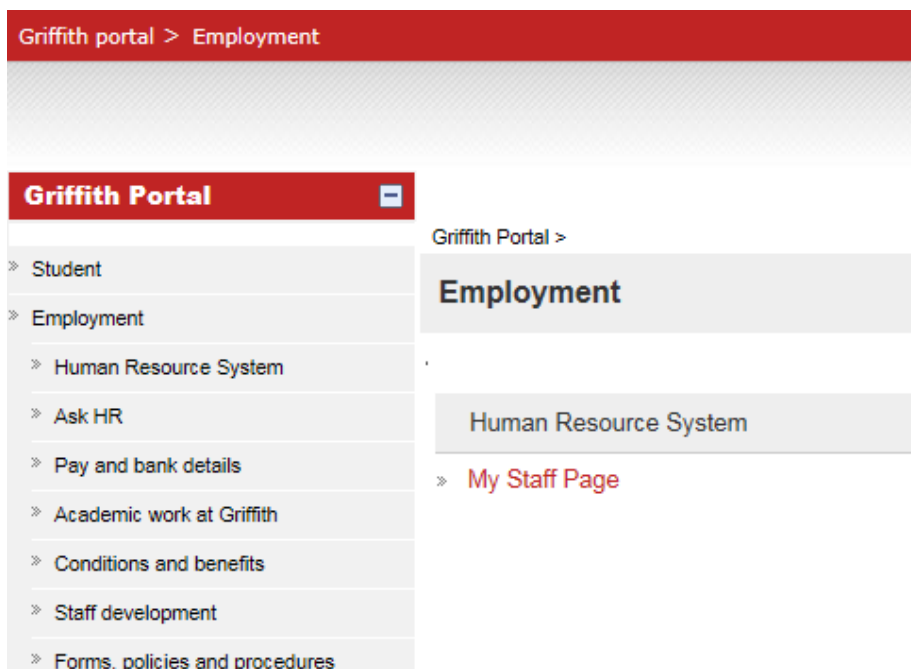 Griffith portal > Employment
Griffith Portal
» Student
» Employment
» Human Resource System
» Ask HR
» Pay and bank details
» Academic work at Griffith
» Conditions and benefits
» Staff development
» Forms, policies and procedures
Griffith Portal >
Employment
.
Human Resource System
» My Staff Page